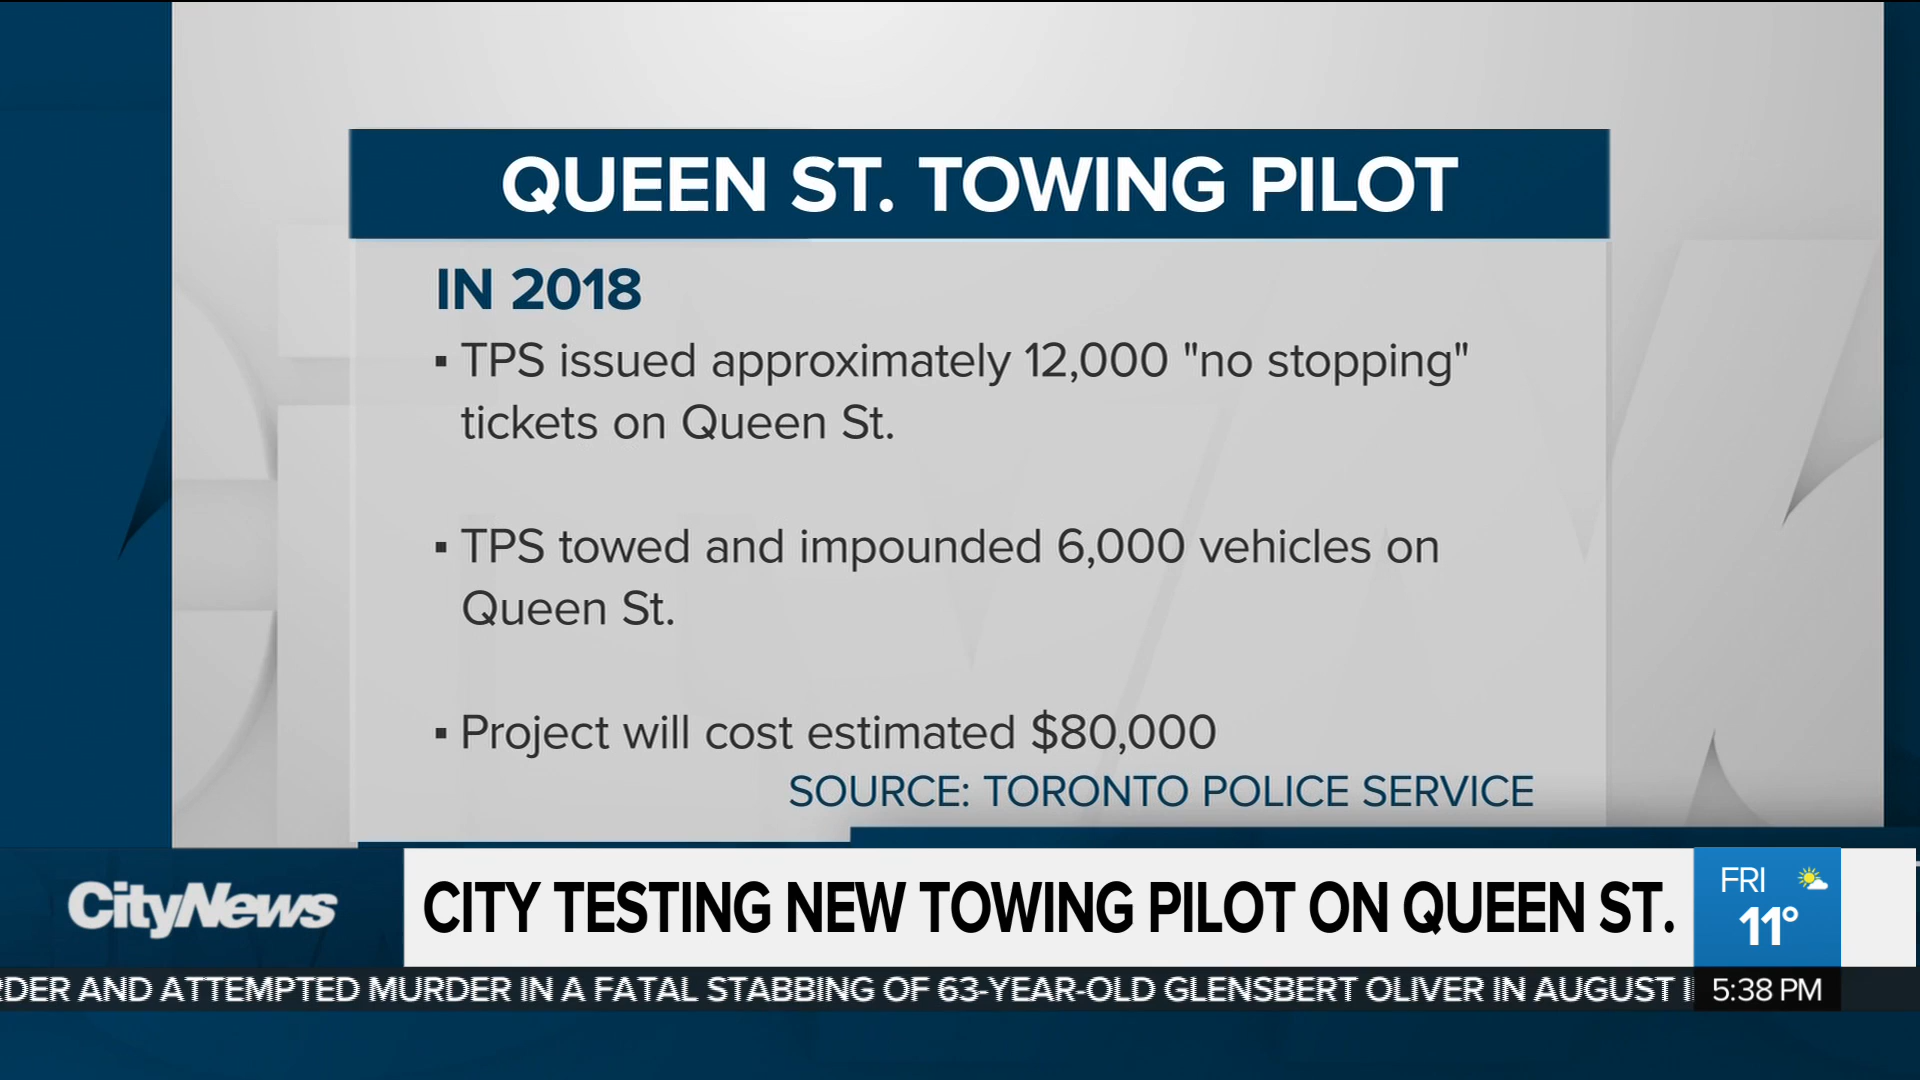 QUEEN ST. TOWING PILOT
IN 2018
▪ TPS issued approximately 12,000 "no stopping"
tickets on Queen St.
▪ TPS towed and impounded 6,000 vehicles on
Queen St.
▪ Project will cost estimated $80,000
SOURCE: TORONTO POLICE SERVICE
CityNews
CITY TESTING NEW TOWING PILOT ON QUEEN ST.
FRI
11°
AND ATTEMPTED MURDER IN A FATAL STABBING OF 63-YEAR-OLD GLENSBERT OLIVER IN AUGUST
5:38 PM